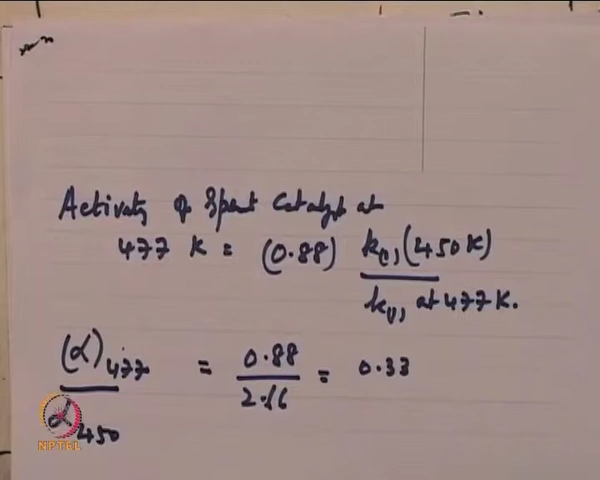 Activity of Spent Catalyst at
477 K = (0.88) k(1) (450 K)
k(1) at 477 K.
(α)477 = 0.88 = 0.33
2.66
α 450
NPTEL